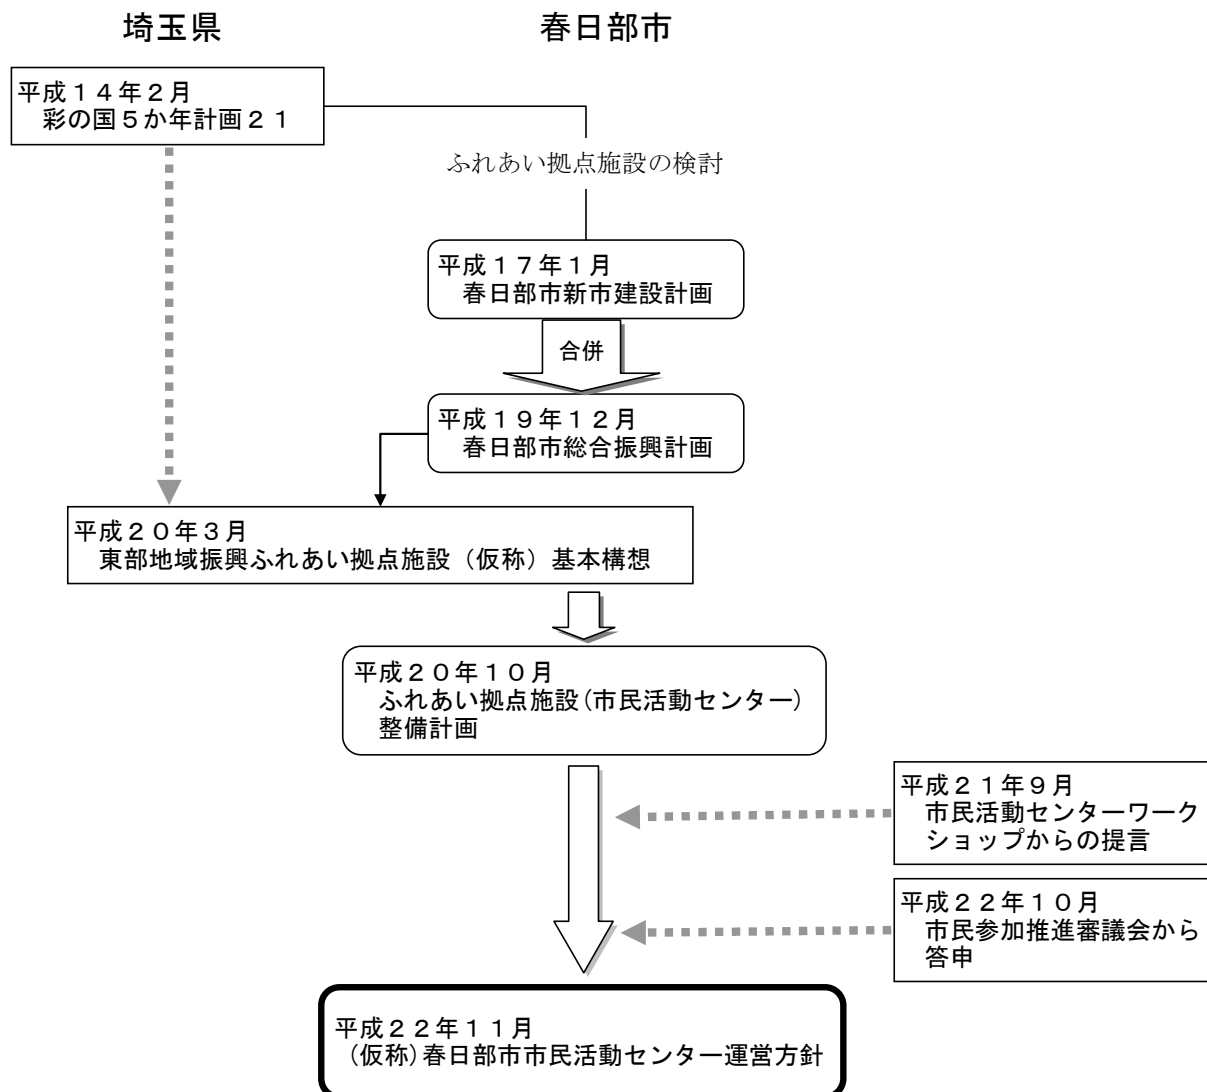 埼玉県
春日部市
平成１４年２月
彩の国５か年計画２１
ふれあい拠点施設の検討
平成１７年１月
春日部市新市建設計画
合併
平成１９年１２月
春日部市総合振興計画
平成２０年３月
東部地域振興ふれあい拠点施設（仮称）基本構想
平成２０年１０月
ふれあい拠点施設（市民活動センター）
整備計画
平成２１年９月
市民活動センターワーク
ショップからの提言
平成２２年１０月
市民参加推進審議会から
答申
平成２２年１１月
（仮称）春日部市市民活動センター運営方針